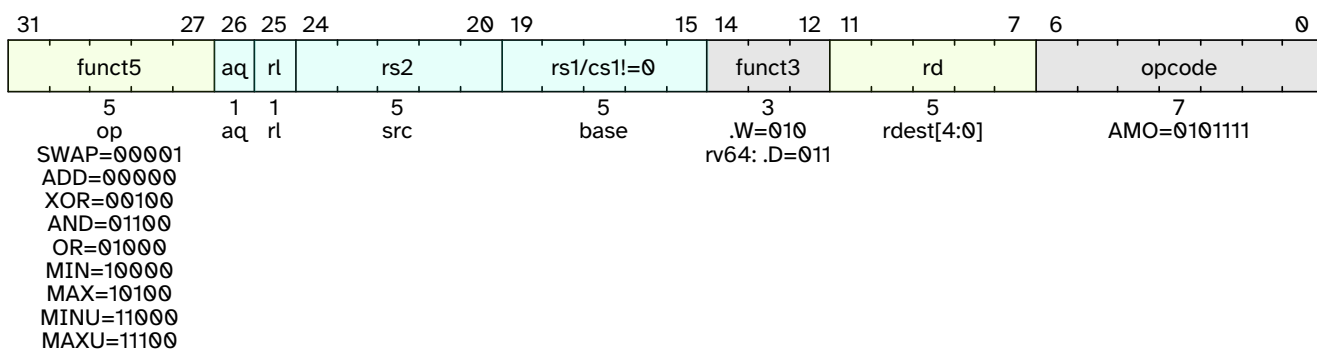 31 27 26 25 24 20 19 15 14 12 11 7 6 0
funct5 aq rl rs2 rs1/cs1!=0 funct3 rd opcode
5 1 1 5 5 3 5 7
op aq rl src base .W=010 rdest[4:0] AMO=0101111
SWAP=00001 rv64: .D=011
ADD=00000
XOR=00100
AND=01100
OR=01000
MIN=10000
MAX=10100
MINU=11000
MAXU=11100